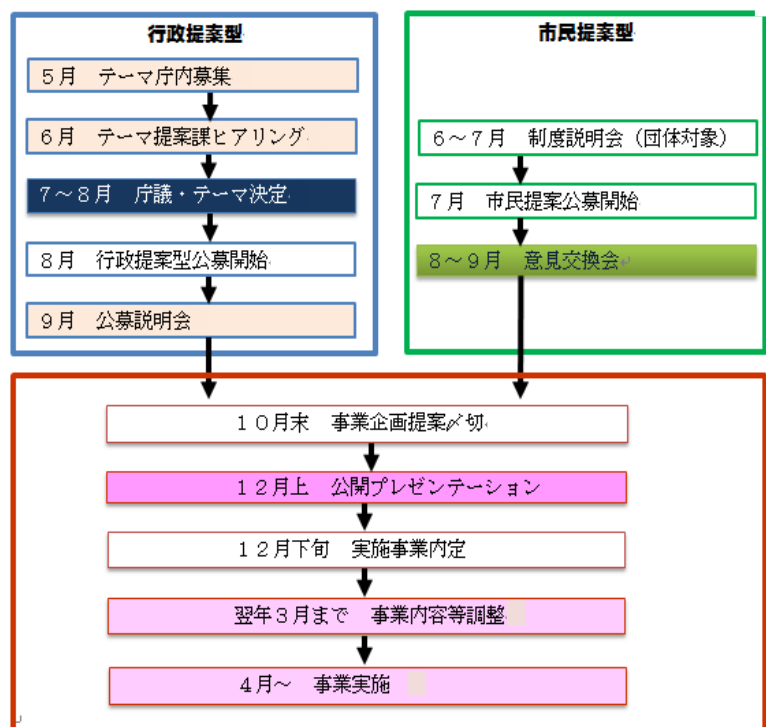 行政提案型
５月　テーマ庁内募集
６月　テーマ提案課ヒアリング
７～８月　庁議・テーマ決定
８月　行政提案型公募開始
９月　公募説明会
市民提案型
６～７月　制度説明会（団体対象）
７月　市民提案公募開始
８～９月　意見交換会
１０月末　事業企画提案〆切
１２月上　公開プレゼンテーション
１２月下旬　実施事業内定
翌年３月まで　事業内容等調整
４月～　事業実施